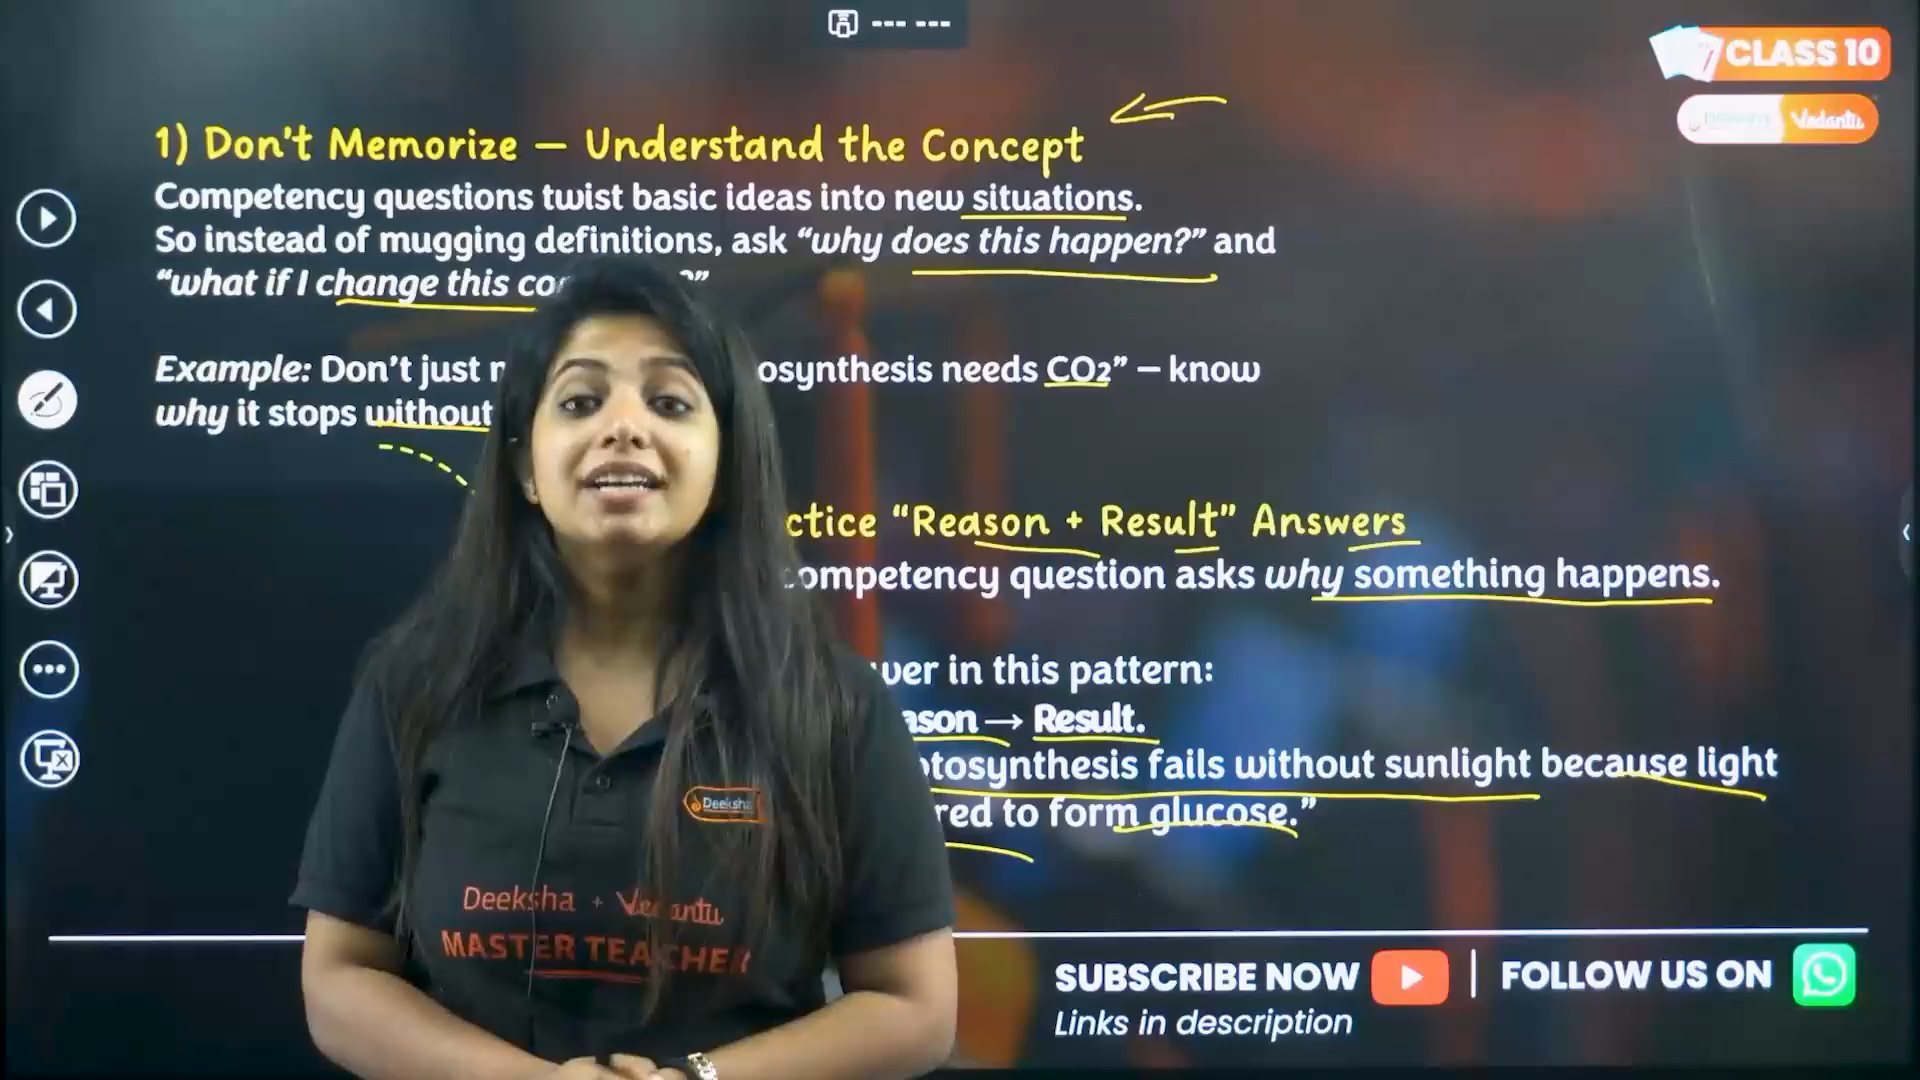 --- ---
CLASS 10
Vedantu
1) Don't Memorize – Understand the Concept
Competency questions twist basic ideas into new situations.
So instead of mugging definitions, ask “why does this happen?” and
“what if I change this co ?”
Example: Don’t just osynthesis needs CO2” – know
why it stops without
ctice “Reason + Result” Answers
competency question asks why something happens.
wer in this pattern:
ason → Result.
tosynthesis fails without sunlight because light
red to form glucose.”
Deeksha
Deeksha + Vedantu
MASTER TEACHER
SUBSCRIBE NOW | FOLLOW US ON
Links in description